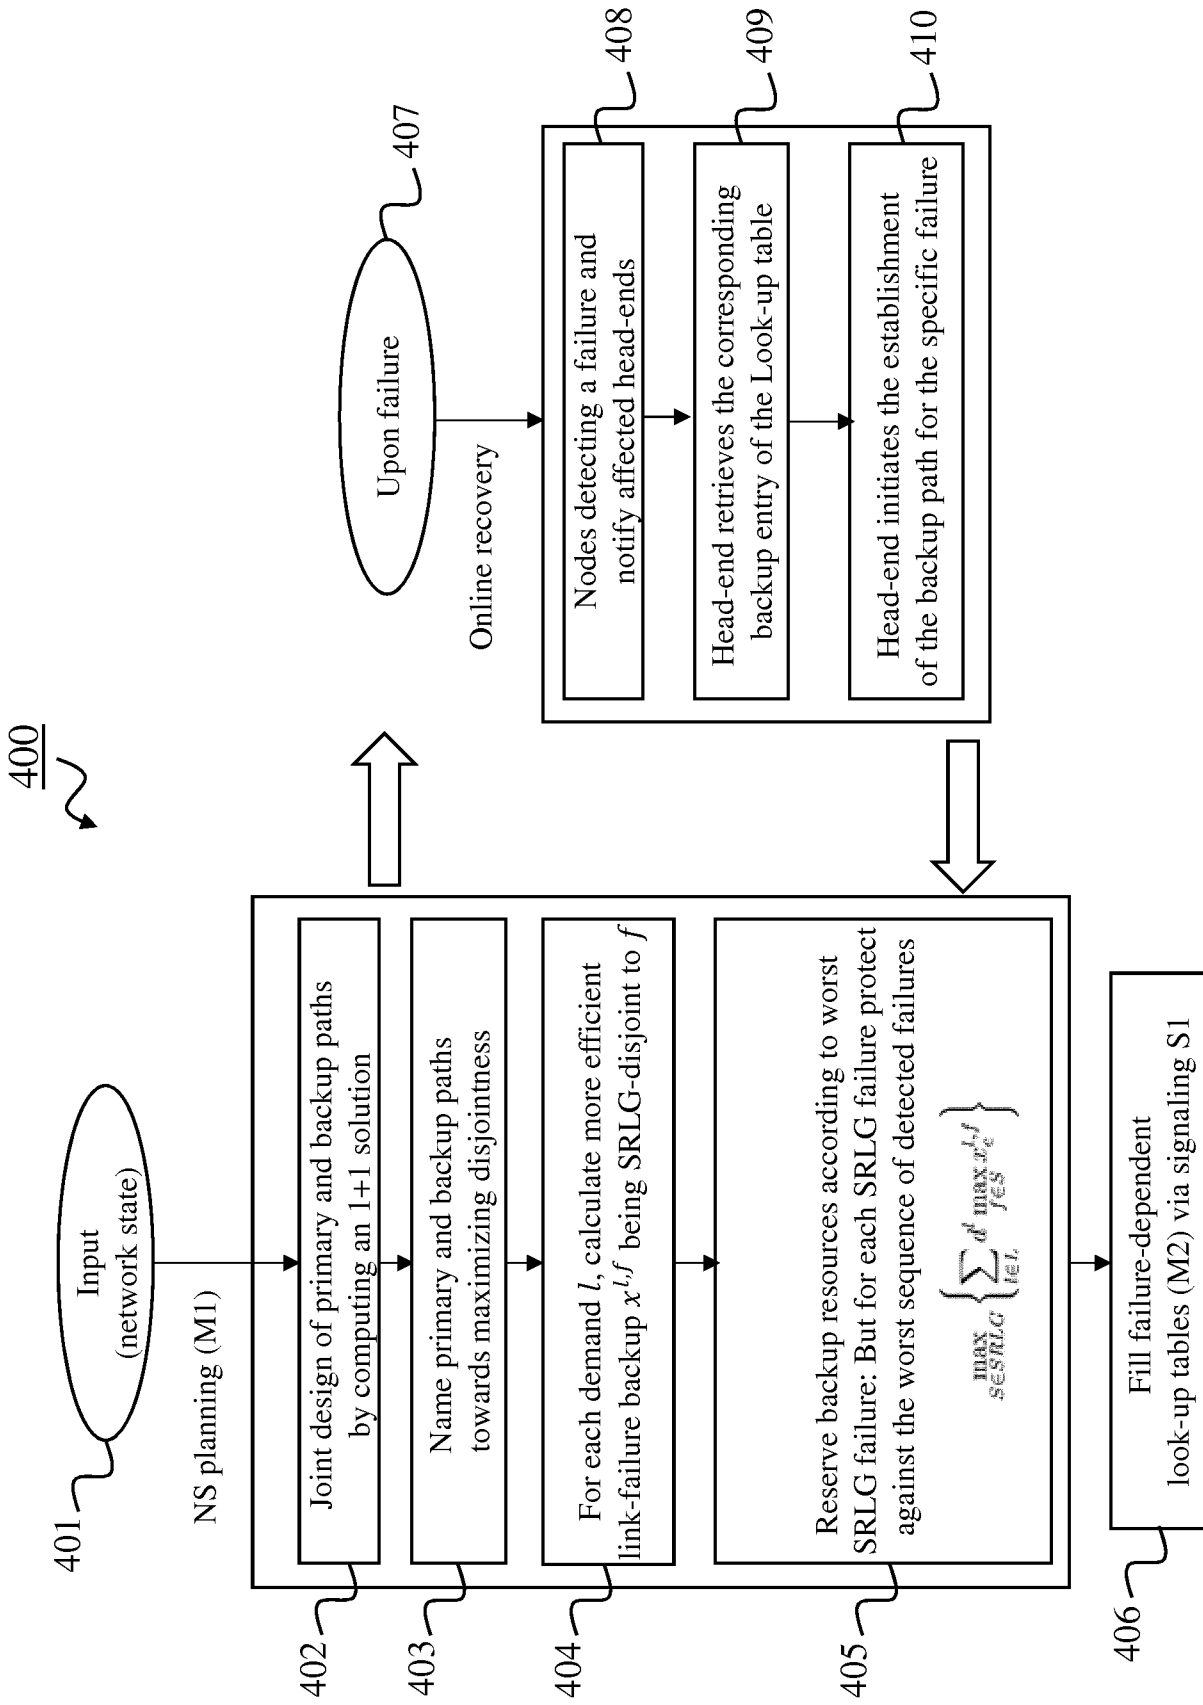 400
401
Input
(network state)
NS planning (M1)
402
Joint design of primary and backup paths
by computing an 1+1 solution
403
Name primary and backup paths
towards maximizing disjointness
404
For each demand l, calculate more efficient
link-failure backup x^{l,f} being SRLG-disjoint to f
405
Reserve backup resources according to worst
SRLG failure: But for each SRLG failure protect
against the worst sequence of detected failures
max_{S∈SRLG} { ∑_{l∈L} d^l max_{f∈S} x_e^{l,f} }
406
Fill failure-dependent
look-up tables (M2) via signaling S1
407
Upon failure
Online recovery
408
Nodes detecting a failure and
notify affected head-ends
409
Head-end retrieves the corresponding
backup entry of the Look-up table
410
Head-end initiates the establishment
of the backup path for the specific failure